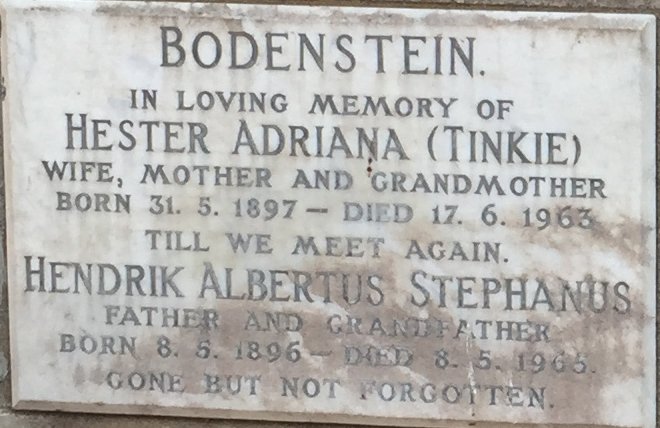 BODENSTEIN.
IN LOVING MEMORY OF
HESTER ADRIANA (TINKIE)
WIFE, MOTHER AND GRANDMOTHER
BORN 31. 5. 1897 — DIED 17. 6. 1963
TILL WE MEET AGAIN.
HENDRIK ALBERTUS STEPHANUS
FATHER AND GRANDFATHER
BORN 8. 5. 1896 — DIED 8. 5. 1965.
GONE BUT NOT FORGOTTEN.